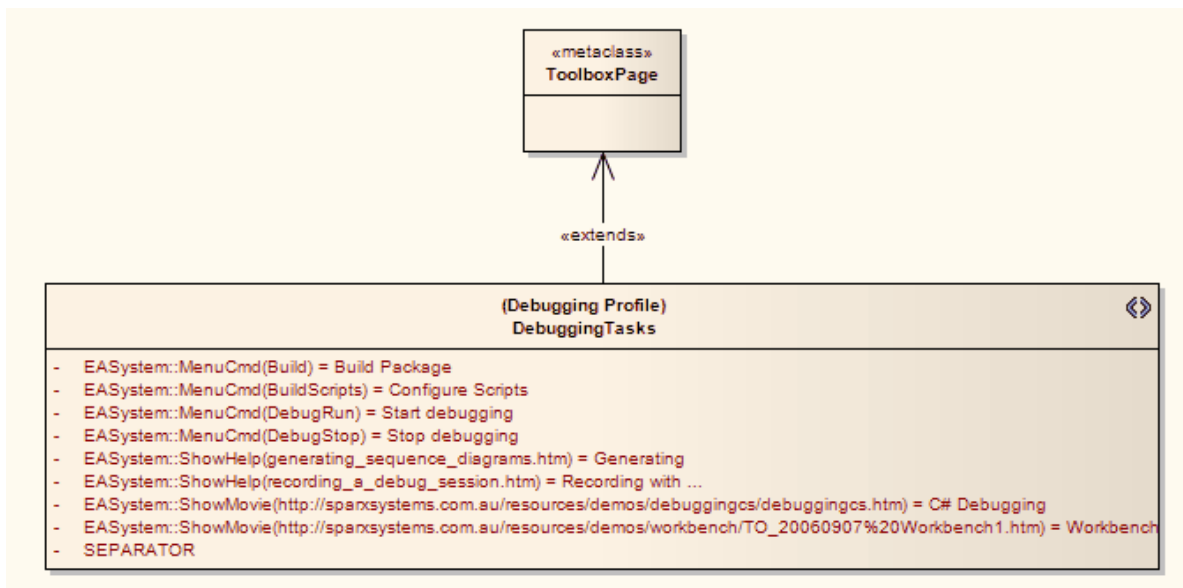 «metaclass»
ToolboxPage
«extends»
(Debugging Profile)
DebuggingTasks
- EASystem::MenuCmd(Build) = Build Package
- EASystem::MenuCmd(BuildScripts) = Configure Scripts
- EASystem::MenuCmd(DebugRun) = Start debugging
- EASystem::MenuCmd(DebugStop) = Stop debugging
- EASystem::ShowHelp(generating_sequence_diagrams.htm) = Generating
- EASystem::ShowHelp(recording_a_debug_session.htm) = Recording with ...
- EASystem::ShowMovie(http://sparxsystems.com.au/resources/demos/debuggingcs/debuggingcs.htm) = C# Debugging
- EASystem::ShowMovie(http://sparxsystems.com.au/resources/demos/workbench/TO_20060907%20Workbench1.htm) = Workbench
- SEPARATOR